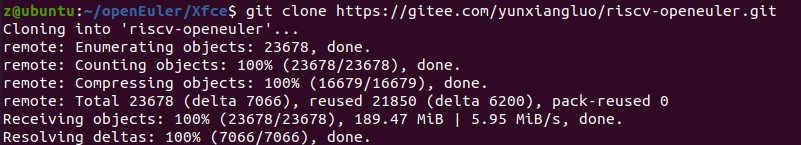 z@ubuntu:~/openEuler/Xfce$ git clone https://gitee.com/yunxiangluo/riscv-openeuler.git
Cloning into 'riscv-openeuler'...
remote: Enumerating objects: 23678, done.
remote: Counting objects: 100% (23678/23678), done.
remote: Compressing objects: 100% (16679/16679), done.
remote: Total 23678 (delta 7066), reused 21850 (delta 6200), pack-reused 0
Receiving objects: 100% (23678/23678), 189.47 MiB | 5.95 MiB/s, done.
Resolving deltas: 100% (7066/7066), done.